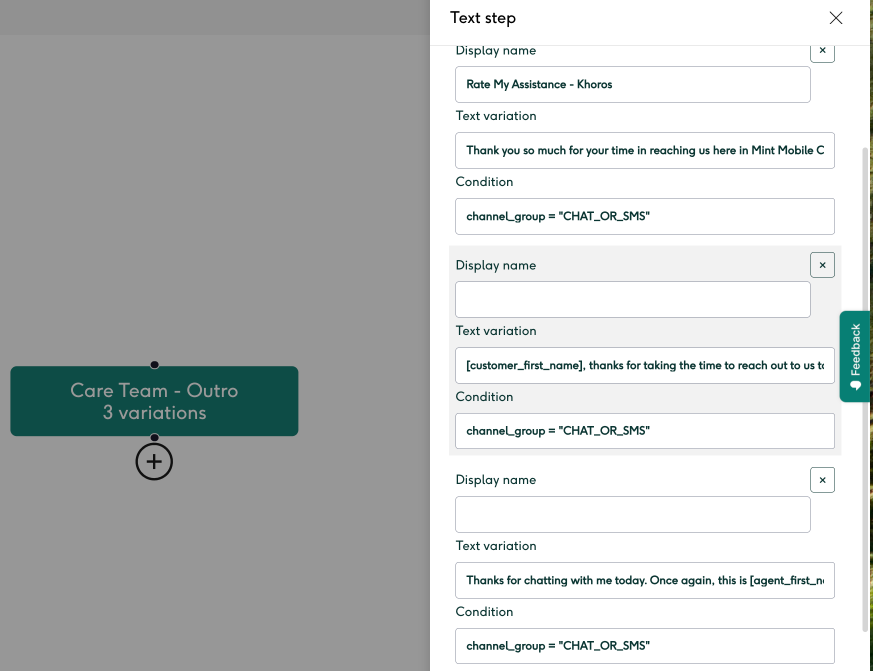 Text step
Display name
×
Rate My Assistance - Khoros
Text variation
Thank you so much for your time in reaching us here in Mint Mobile C
Condition
channel_group = "CHAT_OR_SMS"
Display name
×
Text variation
[customer_first_name], thanks for taking the time to reach out to us to
Condition
channel_group = "CHAT_OR_SMS"
Display name
×
Text variation
Thanks for chatting with me today. Once again, this is [agent_first_n
Condition
channel_group = "CHAT_OR_SMS"
Care Team - Outro
3 variations
Feedback